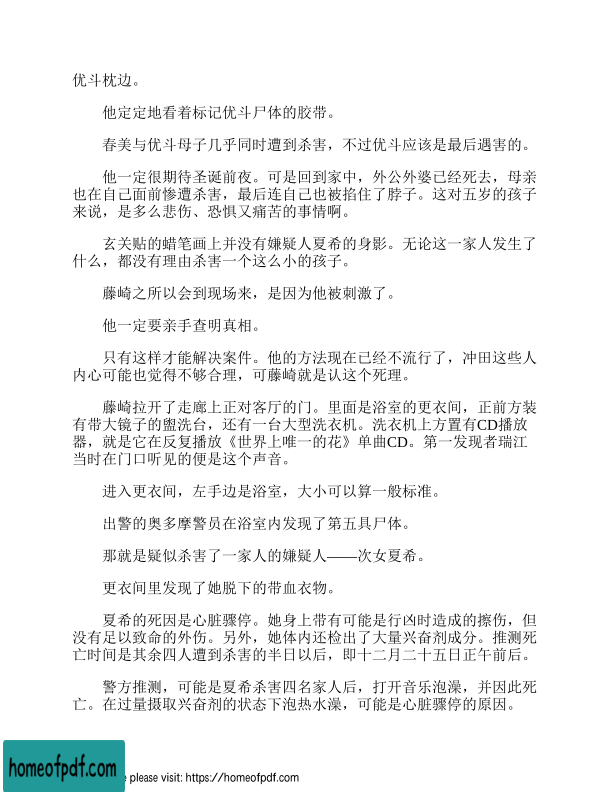 优斗枕边。
他定定地看着标记优斗尸体的胶带。
春美与优斗母子几乎同时遭到杀害，不过优斗应该是最后遇害的。
他一定很期待圣诞前夜。可是回到家中，外公外婆已经死去，母亲
也在自己面前惨遭杀害，最后连自己也被掐住了脖子。这对五岁的孩子
来说，是多么悲伤、恐惧又痛苦的事情啊。
玄关贴的蜡笔画上并没有嫌疑人夏希的身影。无论这一家人发生了
什么，都没有理由杀害一个这么小的孩子。
藤崎之所以会到现场来，是因为他被刺激了。
他一定要亲手查明真相。
只有这样才能解决案件。他的方法现在已经不流行了，冲田这些人
内心可能也觉得不够合理，可藤崎就是认这个死理。
藤崎拉开了走廊上正对客厅的门。里面是浴室的更衣间，正前方装
有带大镜子的盥洗台，还有一台大型洗衣机。洗衣机上方置有CD播放
器，就是它在反复播放《世界上唯一的花》单曲CD。第一发现者瑞江
当时在门口听见的便是这个声音。
进入更衣间，左手边是浴室，大小可以算一般标准。
出警的奥多摩警员在浴室内发现了第五具尸体。
那就是疑似杀害了一家人的嫌疑人——次女夏希。
更衣间里发现了她脱下的带血衣物。
夏希的死因是心脏骤停。她身上带有可能是行凶时造成的擦伤，但
没有足以致命的外伤。另外，她体内还检出了大量兴奋剂成分。推测死
亡时间是其余四人遭到杀害的半日以后，即十二月二十五日正午前后。
警方推测，可能是夏希杀害四名家人后，打开音乐泡澡，并因此死
亡。在过量摄取兴奋剂的状态下泡热水澡，可能是心脏骤停的原因。
homeofpdf.com
e please visit: https://homeofpdf.com